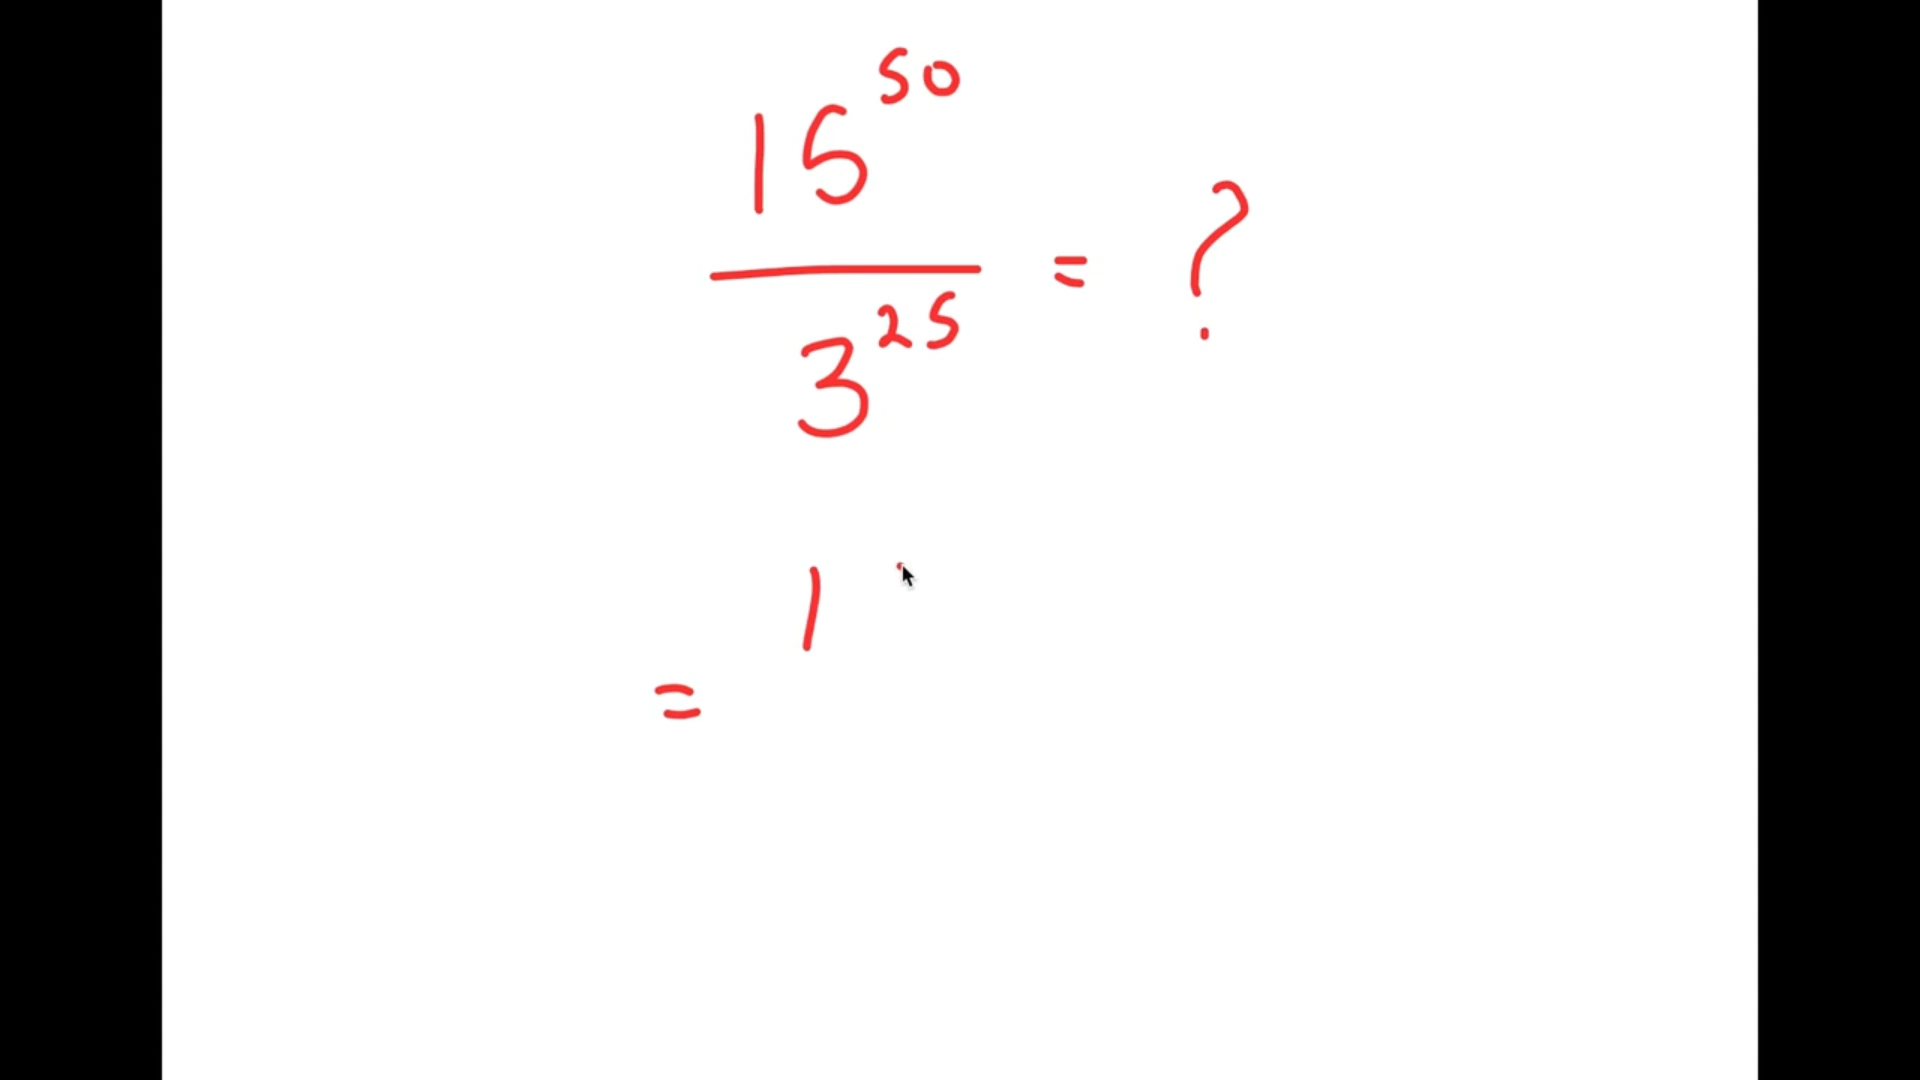 15^50
3^25
= ?
= 1